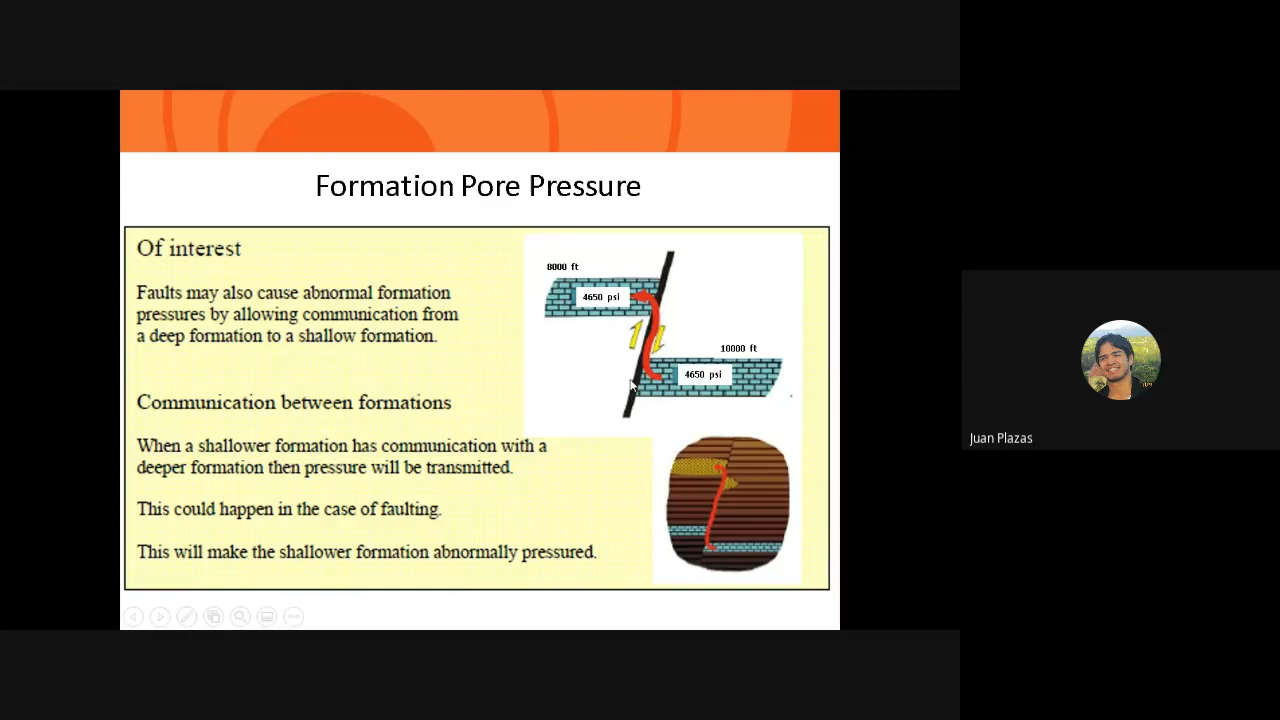 Formation Pore Pressure
Of interest
Faults may also cause abnormal formation
pressures by allowing communication from
a deep formation to a shallow formation.
8000 ft
4650 psi
10000 ft
4650 psi
Communication between formations
When a shallower formation has communication with a
deeper formation then pressure will be transmitted.
This could happen in the case of faulting.
This will make the shallower formation abnormally pressured.
Juan Plazas